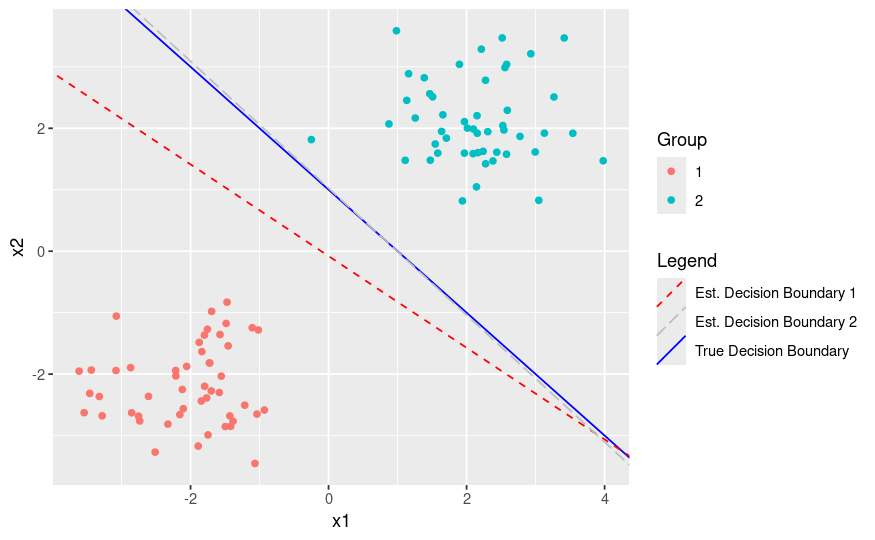 2
0
-2
x2
-2
0
2
4
x1
Group
1
2
Legend
Est. Decision Boundary 1
Est. Decision Boundary 2
True Decision Boundary